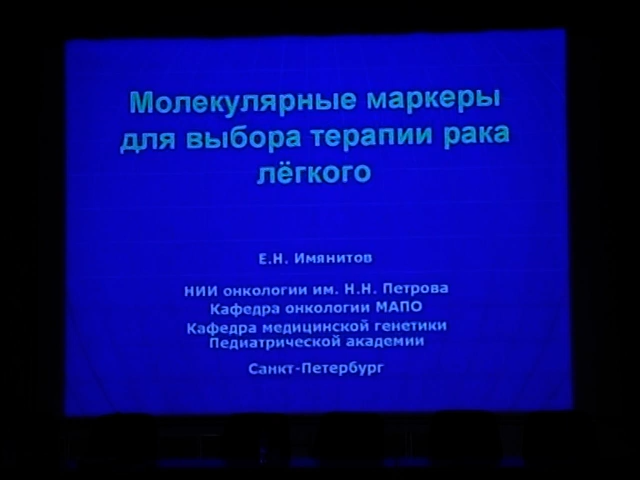 Молекулярные маркеры
для выбора терапии рака
лёгкого
Е.Н. Имянитов
НИИ онкологии им. Н.Н. Петрова
Кафедра онкологии МАПО
Кафедра медицинской генетики
Педиатрической академии
Санкт-Петербург